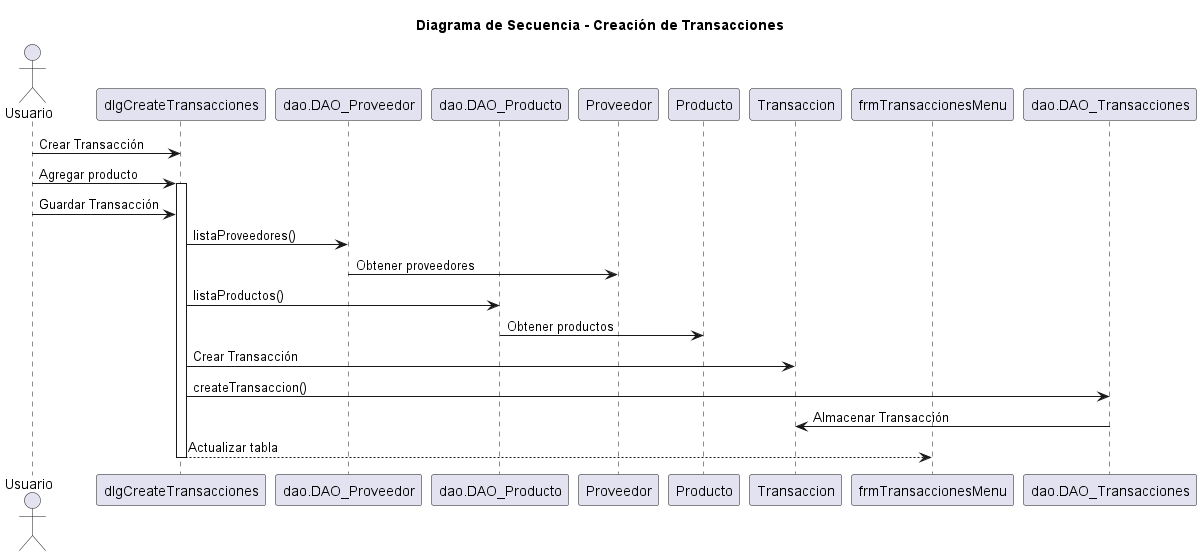 Diagrama de Secuencia - Creación de Transacciones
Usuario
dlgCreateTransacciones
dao.DAO_Proveedor
dao.DAO_Producto
Proveedor
Producto
Transaccion
frmTransaccionesMenu
dao.DAO_Transacciones
Crear Transacción
Agregar producto
Guardar Transacción
listaProveedores()
Obtener proveedores
listaProductos()
Obtener productos
Crear Transacción
createTransaccion()
Almacenar Transacción
Actualizar tabla
Usuario
dlgCreateTransacciones
dao.DAO_Proveedor
dao.DAO_Producto
Proveedor
Producto
Transaccion
frmTransaccionesMenu
dao.DAO_Transacciones